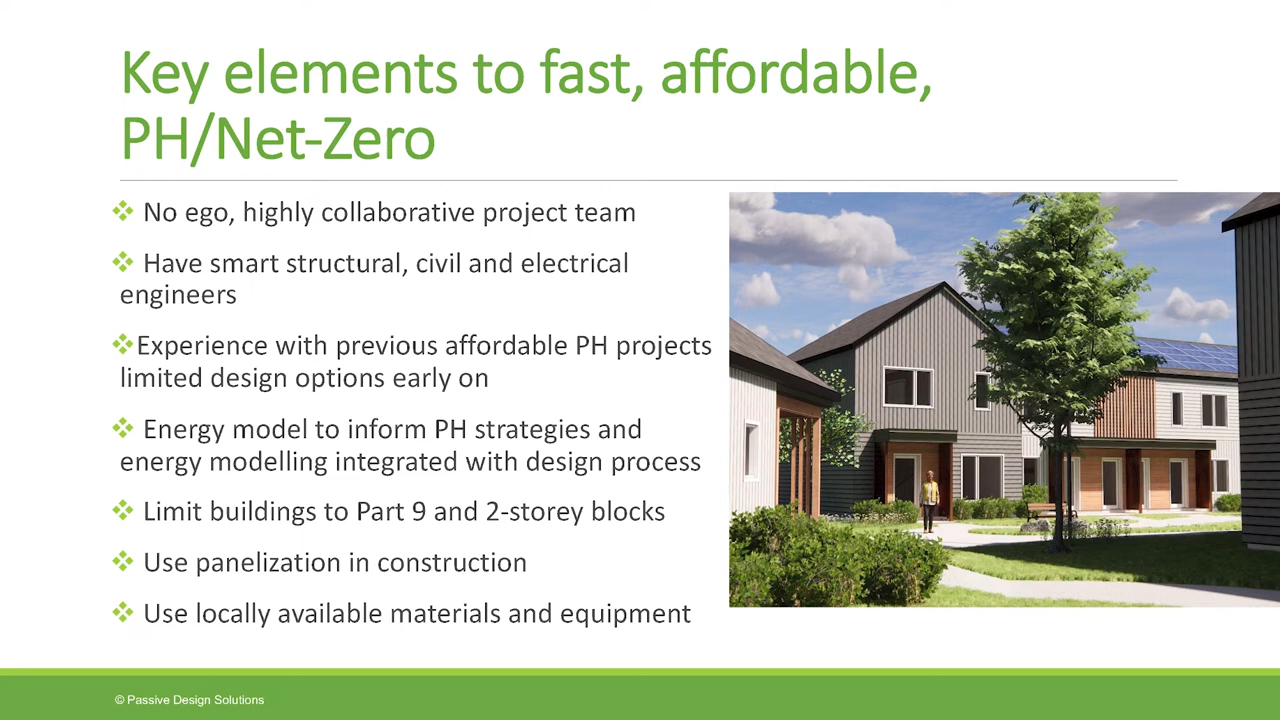 Key elements to fast, affordable,
PH/Net-Zero
No ego, highly collaborative project team
Have smart structural, civil and electrical
engineers
Experience with previous affordable PH projects
limited design options early on
Energy model to inform PH strategies and
energy modelling integrated with design process
Limit buildings to Part 9 and 2-storey blocks
Use panelization in construction
Use locally available materials and equipment
© Passive Design Solutions